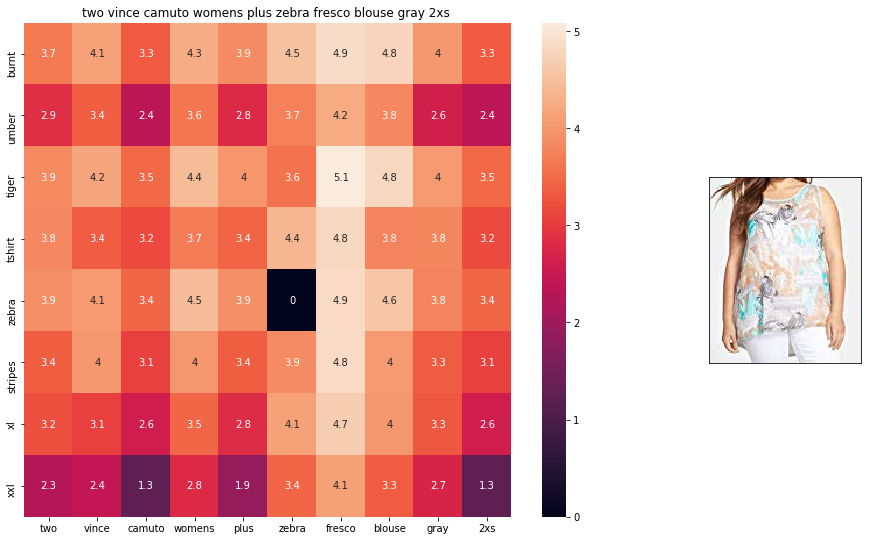 two vince camuto womens plus zebra fresco blouse gray 2xs
burnt 3.7 4.1 3.3 4.3 3.9 4.5 4.9 4.8 4 3.3
umber 2.9 3.4 2.4 3.6 2.8 3.7 4.2 3.8 2.6 2.4
tiger 3.9 4.2 3.5 4.4 4 3.6 5.1 4.8 4 3.5
tshirt 3.8 3.4 3.2 3.7 3.4 4.4 4.8 3.8 3.8 3.2
zebra 3.9 4.1 3.4 4.5 3.9 0 4.9 4.6 3.8 3.4
stripes 3.4 4 3.1 4 3.4 3.9 4.8 4 3.3 3.1
xl 3.2 3.1 2.6 3.5 2.8 4.1 4.7 4 3.3 2.6
xxl 2.3 2.4 1.3 2.8 1.9 3.4 4.1 3.3 2.7 1.3
two vince camuto womens plus zebra fresco blouse gray 2xs
5
4
3
2
1
0